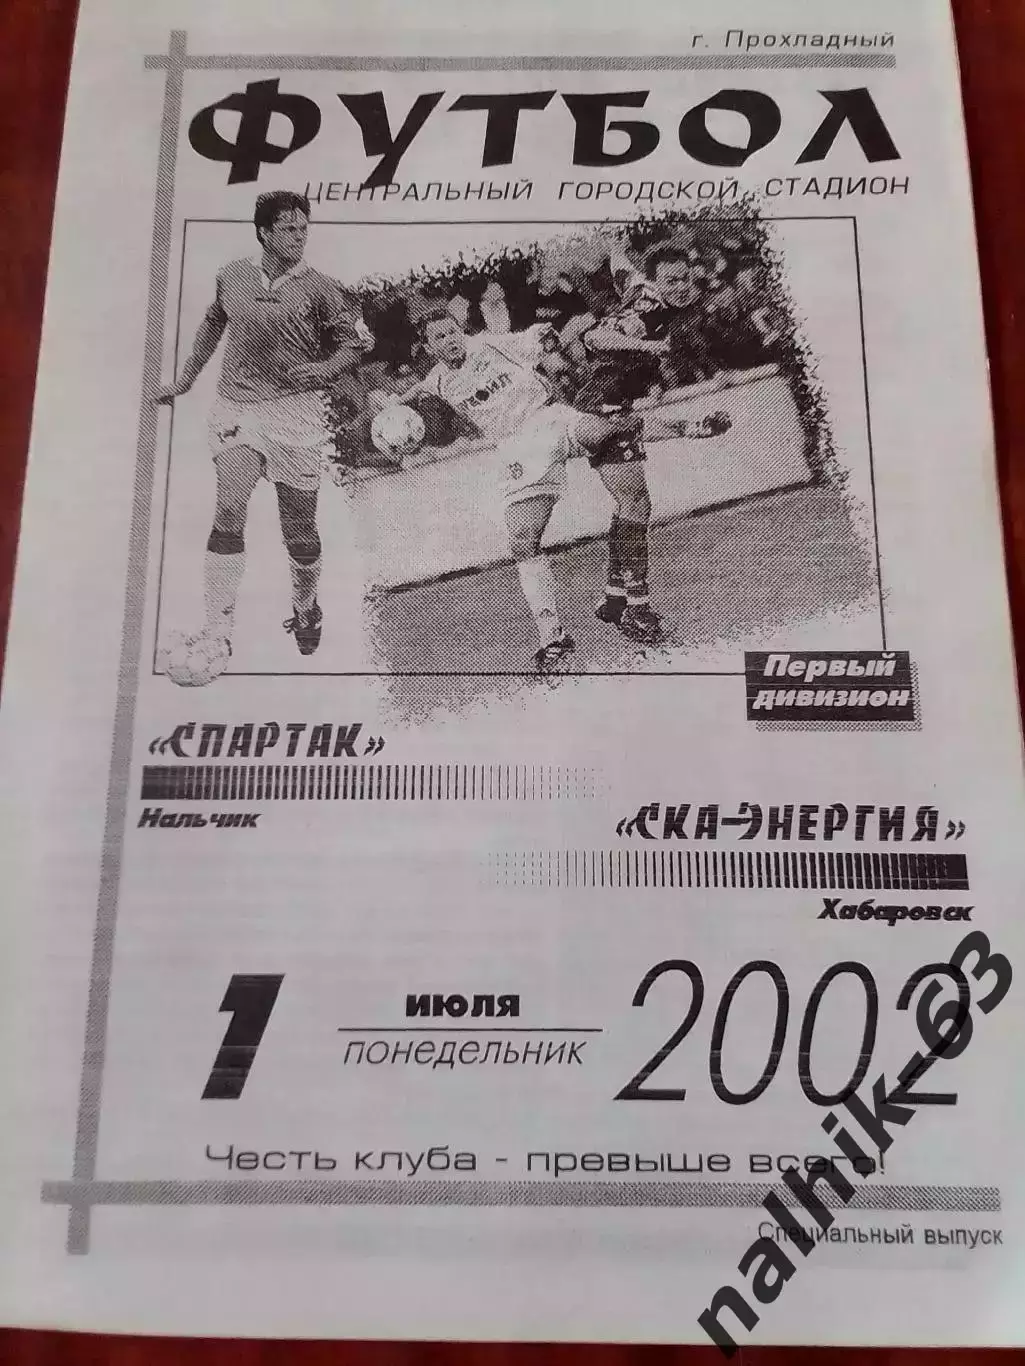 г. Прохладный
ФУТБОЛ
ЦЕНТРАЛЬНЫЙ ГОРОДСКОЙ СТАДИОН
Первый
дивизион
«СПАРТАК»
Нальчик
«СКА-ЭНЕРГИЯ»
Хабаровск
1 июля 2002
понедельник
Честь клуба - превыше всего!
Специальный выпуск
nalhik-63